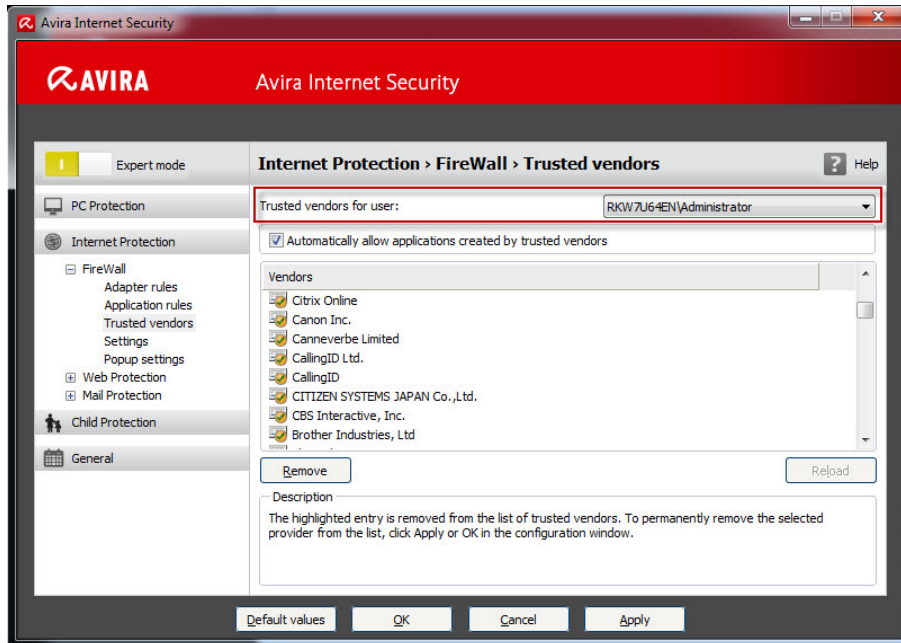 Avira Internet Security
AVIRA
Avira Internet Security
Expert mode
Internet Protection › FireWall › Trusted vendors
Help
PC Protection
Internet Protection
FireWall
Adapter rules
Application rules
Trusted vendors
Settings
Popup settings
Web Protection
Mail Protection
Child Protection
General
Trusted vendors for user:
RKW7U64EN\Administrator
Automatically allow applications created by trusted vendors
Vendors
Citrix Online
Canon Inc.
Canneverbe Limited
CallingID Ltd.
CallingID
CITIZEN SYSTEMS JAPAN Co.,Ltd.
CBS Interactive, Inc.
Brother Industries, Ltd
Remove
Reload
Description
The highlighted entry is removed from the list of trusted vendors. To permanently remove the selected
provider from the list, click Apply or OK in the configuration window.
Default values
OK
Cancel
Apply